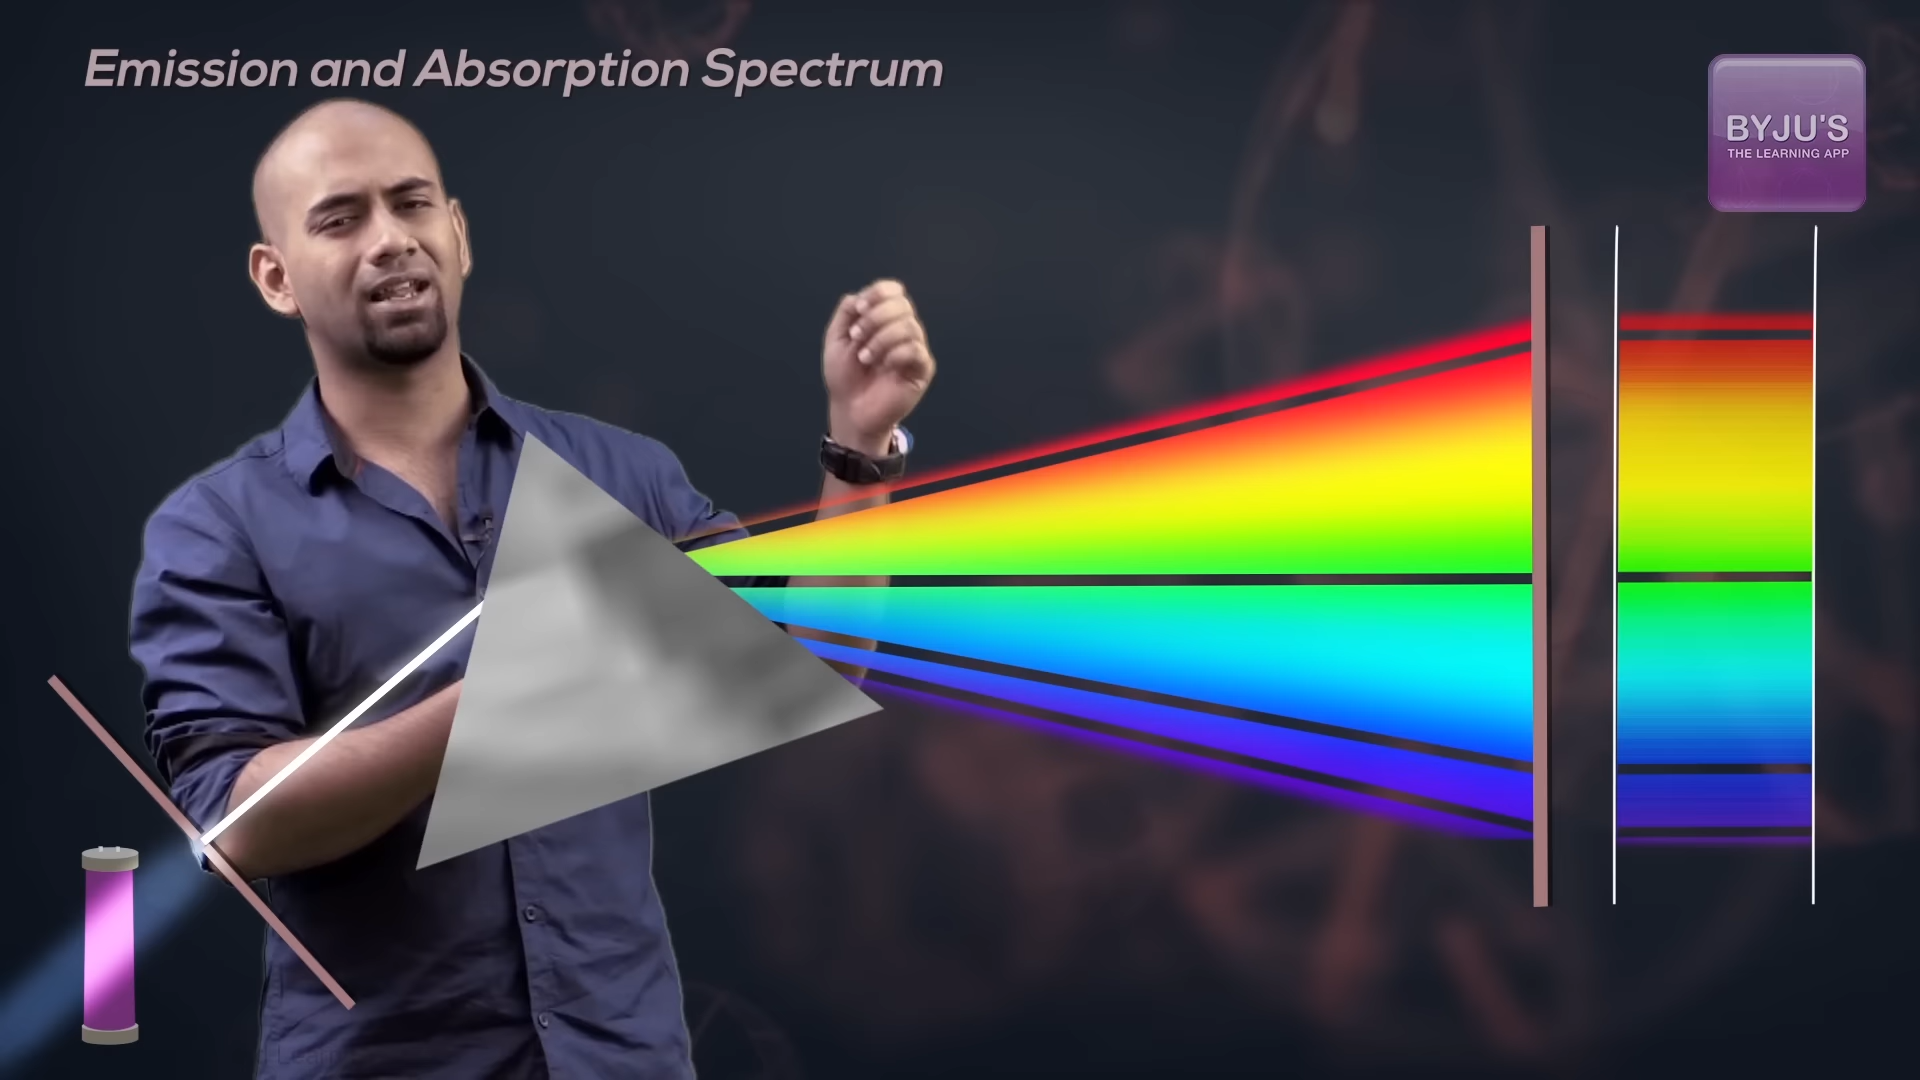 Emission and Absorption Spectrum
BYJU'S
THE LEARNING APP